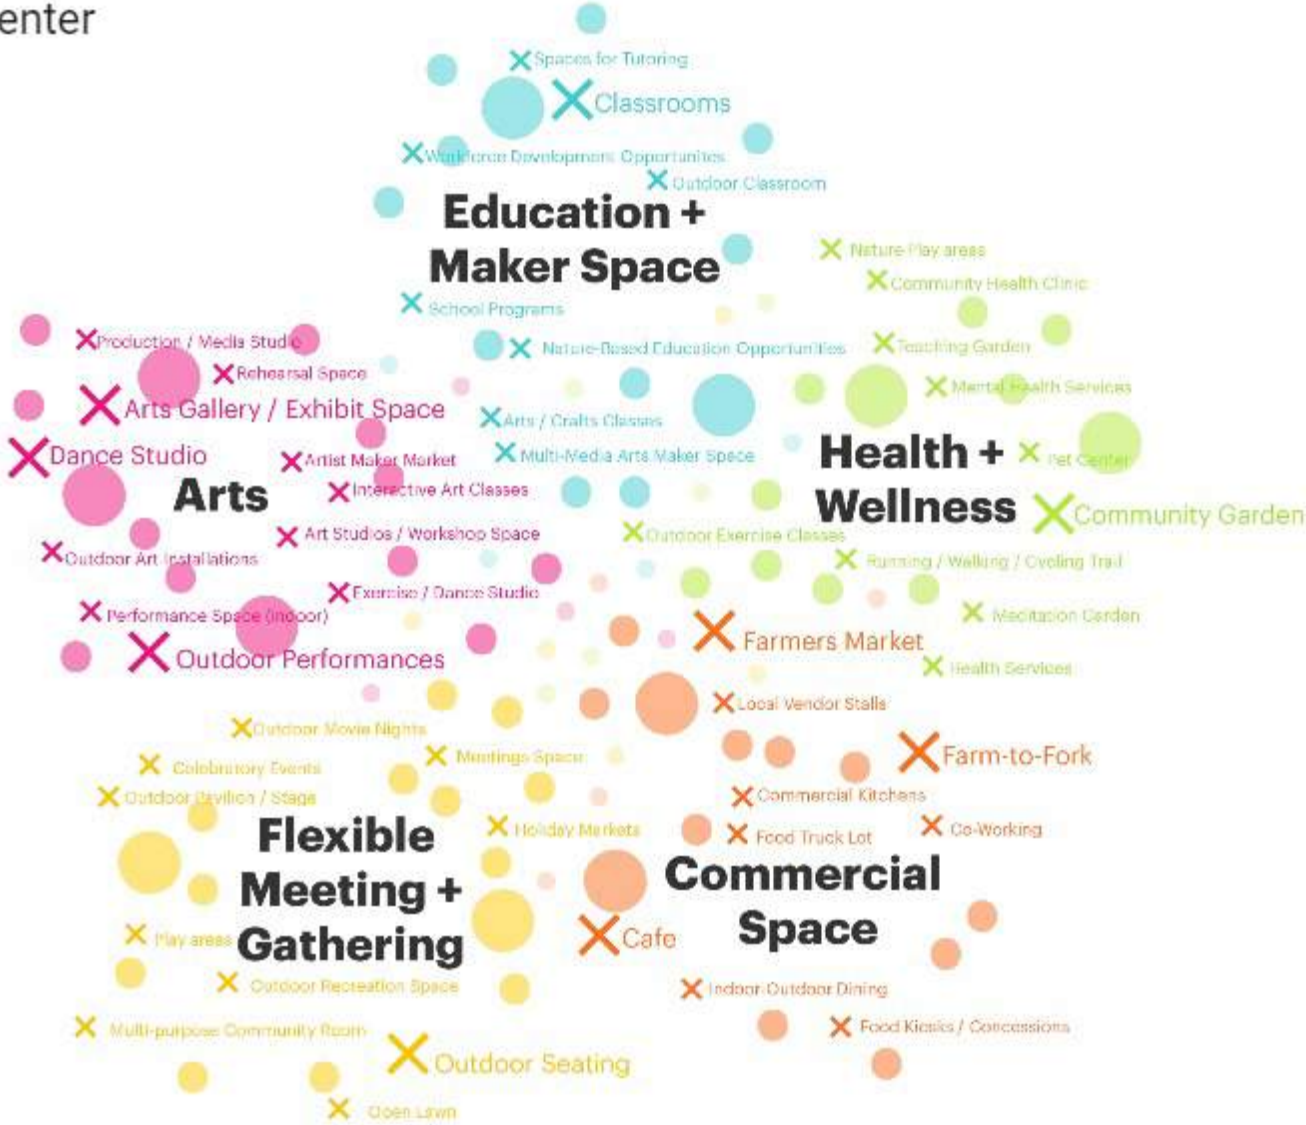 enter
Spaces for Tutoring
Classrooms
Workforce Development Opportunites
Outdoor Classroom
Education +
Maker Space
School Programs
Nature-Based Education Opportunities
Arts / Crafts Classes
Multi-Media Arts Maker Space
Nature Play areas
Community Health Clinic
Teaching Garden
Mental Health Services
Health +
Wellness
Pet Center
Community Garden
Outdoor Exercise Classes
Running / Walking / Cycling Trail
Meditation Garden
Health Services
Production / Media Studio
Rehearsal Space
Arts Gallery / Exhibit Space
Dance Studio
Artist Maker Market
Arts
Interactive Art Classes
Art Studios / Workshop Space
Outdoor Art Installations
Exercise / Dance Studio
Performance Space (indoor)
Outdoor Performances
Farmers Market
Local Vendor Stalls
Farm-to-Fork
Commercial Kitchens
Food Truck Lot
Co-Working
Commercial
Space
Cafe
Indoor-Outdoor Dining
Food Kiosks / Concessions
Outdoor Movie Nights
Meetings Space
Celebratory Events
Outdoor Pavilion / Stage
Flexible
Meeting +
Gathering
Holiday Markets
Play areas
Outdoor Recreation Space
Multi-purpose Community Room
Outdoor Seating
Open Lawn